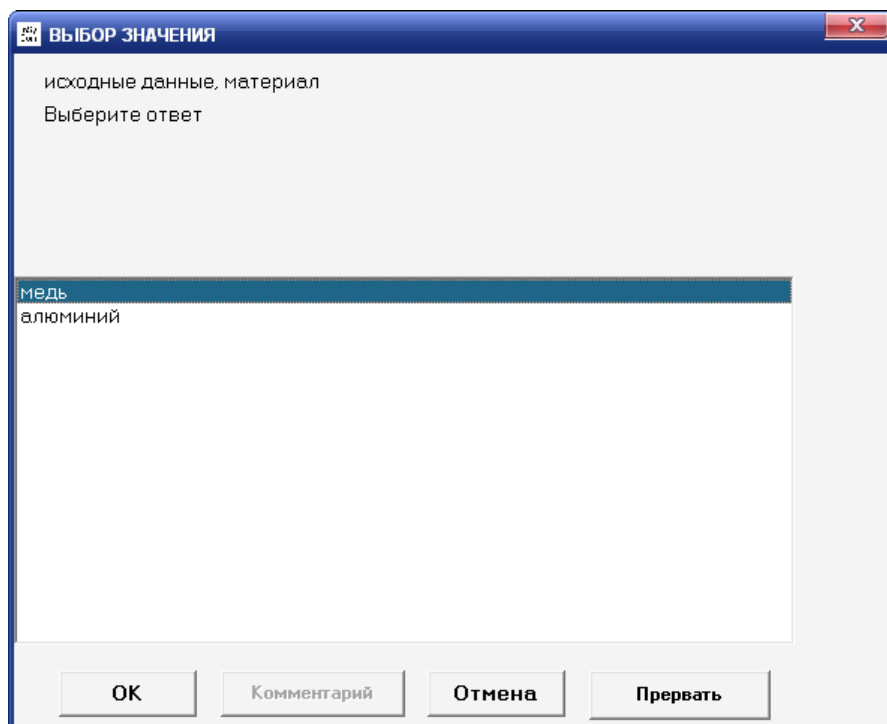 ВЫБОР ЗНАЧЕНИЯ
исходные данные, материал
Выберите ответ
медь
алюминий
OK Комментарий Отмена Прервать